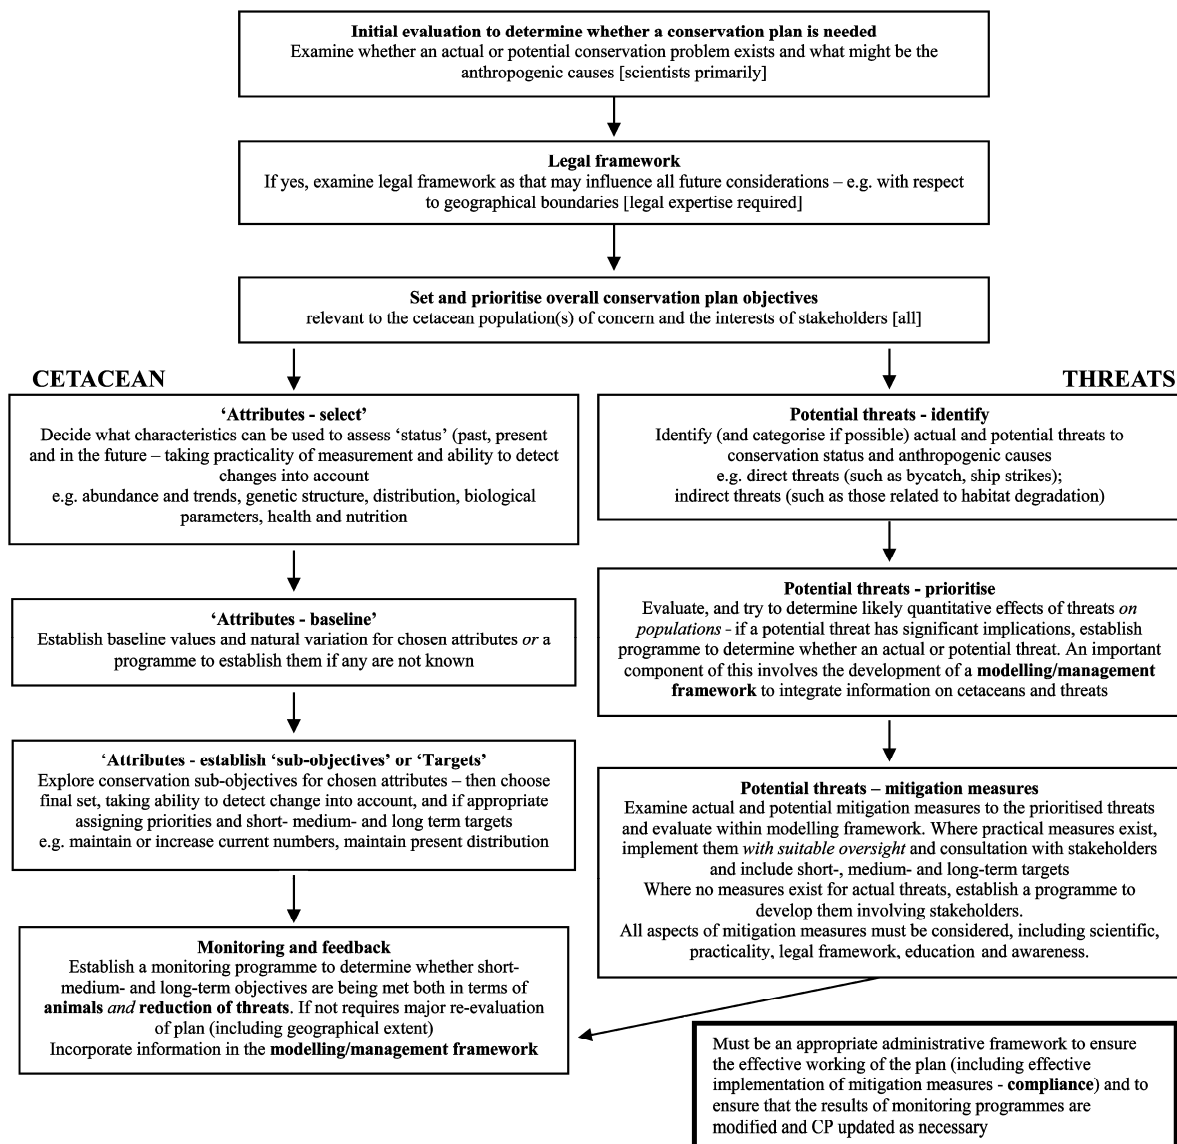 Initial evaluation to determine whether a conservation plan is needed
Examine whether an actual or potential conservation problem exists and what might be the
anthropogenic causes [scientists primarily]
Legal framework
If yes, examine legal framework as that may influence all future considerations – e.g. with respect
to geographical boundaries [legal expertise required]
Set and prioritise overall conservation plan objectives
relevant to the cetacean population(s) of concern and the interests of stakeholders [all]
CETACEAN
‘Attributes - select’
Decide what characteristics can be used to assess ‘status’ (past, present
and in the future – taking practicality of measurement and ability to detect
changes into account
e.g. abundance and trends, genetic structure, distribution, biological
parameters, health and nutrition
‘Attributes - baseline’
Establish baseline values and natural variation for chosen attributes or a
programme to establish them if any are not known
‘Attributes - establish ‘sub-objectives’ or ‘Targets’
Explore conservation sub-objectives for chosen attributes – then choose
final set, taking ability to detect change into account, and if appropriate
assigning priorities and short- medium- and long term targets
e.g. maintain or increase current numbers, maintain present distribution
Monitoring and feedback
Establish a monitoring programme to determine whether short-
medium- and long-term objectives are being met both in terms of
animals and reduction of threats. If not requires major re-evaluation
of plan (including geographical extent)
Incorporate information in the modelling/management framework
THREATS
Potential threats - identify
Identify (and categorise if possible) actual and potential threats to
conservation status and anthropogenic causes
e.g. direct threats (such as bycatch, ship strikes);
indirect threats (such as those related to habitat degradation)
Potential threats - prioritise
Evaluate, and try to determine likely quantitative effects of threats on
populations - if a potential threat has significant implications, establish
programme to determine whether an actual or potential threat. An important
component of this involves the development of a modelling/management
framework to integrate information on cetaceans and threats
Potential threats – mitigation measures
Examine actual and potential mitigation measures to the prioritised threats
and evaluate within modelling framework. Where practical measures exist,
implement them with suitable oversight and consultation with stakeholders
and include short-, medium- and long-term targets
Where no measures exist for actual threats, establish a programme to
develop them involving stakeholders.
All aspects of mitigation measures must be considered, including scientific,
practicality, legal framework, education and awareness.
Must be an appropriate administrative framework to ensure
the effective working of the plan (including effective
implementation of mitigation measures - compliance) and to
ensure that the results of monitoring programmes are
modified and CP updated as necessary